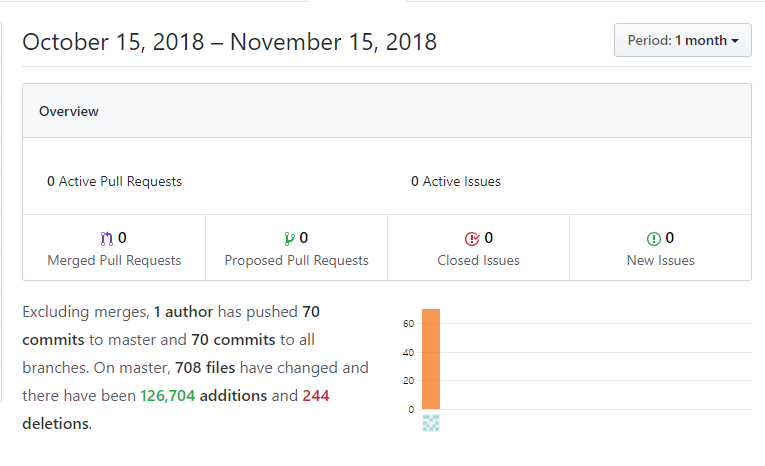 October 15, 2018 – November 15, 2018
Period: 1 month
Overview
0 Active Pull Requests
0 Active Issues
0
Merged Pull Requests
0
Proposed Pull Requests
0
Closed Issues
0
New Issues
Excluding merges, 1 author has pushed 70
commits to master and 70 commits to all
branches. On master, 708 files have changed and
there have been 126,704 additions and 244
deletions.
60
40
20
0